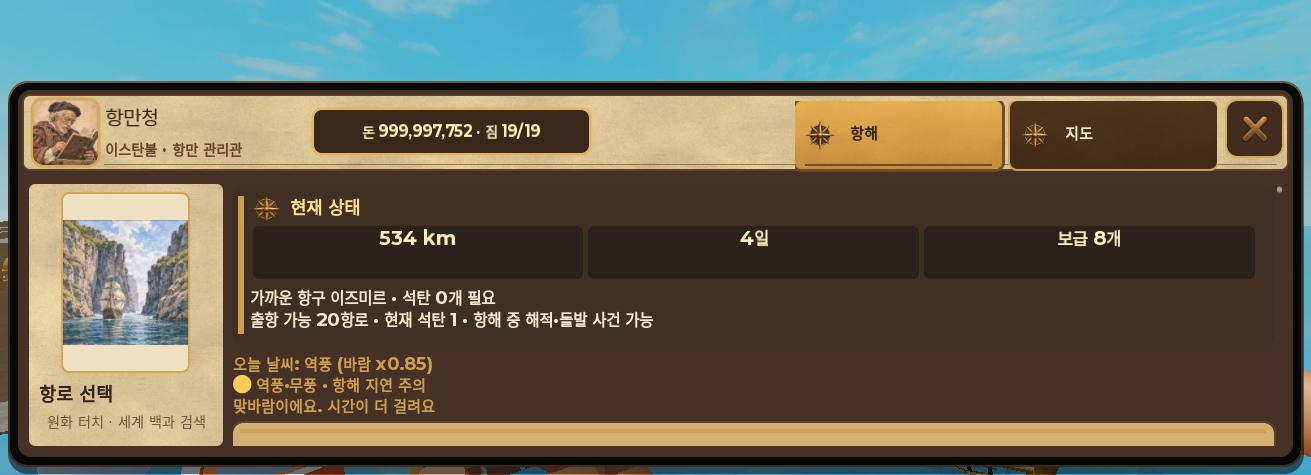 항만청
이스탄불 • 항만 관리관
돈 999,997,752 · 짐 19/19
항해
지도
항로 선택
원화 터치 · 세계 백과 검색
현재 상태
534 km
4일
보급 8개
가까운 항구 이즈미르 • 석탄 0개 필요
출항 가능 20항로 • 현재 석탄 1 • 항해 중 해적•돌발 사건 가능
오늘 날씨: 역풍 (바람 x0.85)
역풍•무풍 • 항해 지연 주의
맞바람이에요. 시간이 더 걸려요